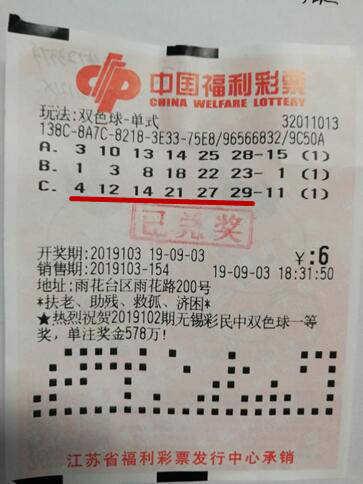 中国福利彩票
CHINA WELFARE LOTTERY
玩法:双色球-单式 32011013
138C-8A7C-8218-3E33-75E8/96566832/9C50A
A. 3 10 13 14 25 28-15 (1)
B. 1 3 8 18 22 23- 1 (1)
C. 4 12 14 21 27 29-11 (1)
已兑奖
开奖期:2019103 19-09-03 ¥:6
销售期:2019103-154 19-09-03 18:31:50
地址:雨花台区雨花路200号
*扶老、助残、救孤、济困*
★热烈祝贺2019102期无锡彩民中双色球一等
奖,单注奖金578万!
江苏省福利彩票发行中心承销